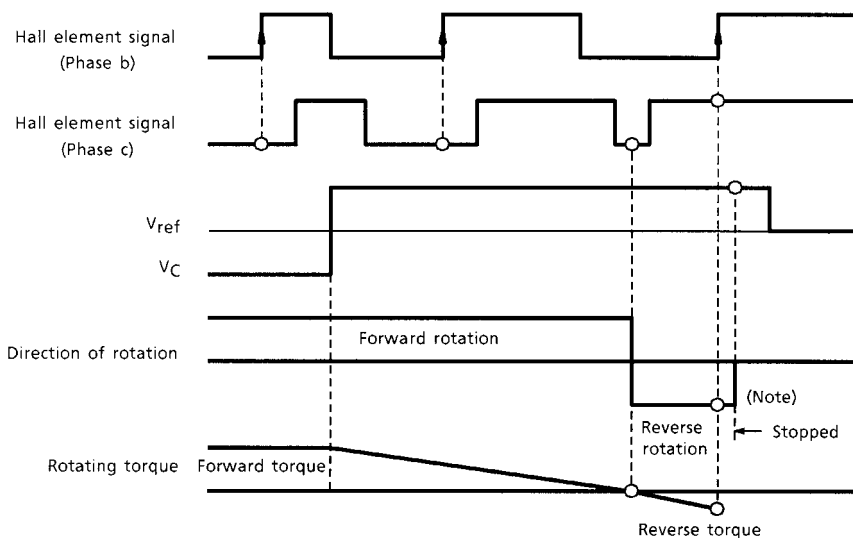 Hall element signal
(Phase b)
Hall element signal
(Phase c)
Vref
VC
Direction of rotation
Forward rotation
(Note)
Reverse
rotation
Stopped
Rotating torque
Forward torque
Reverse torque